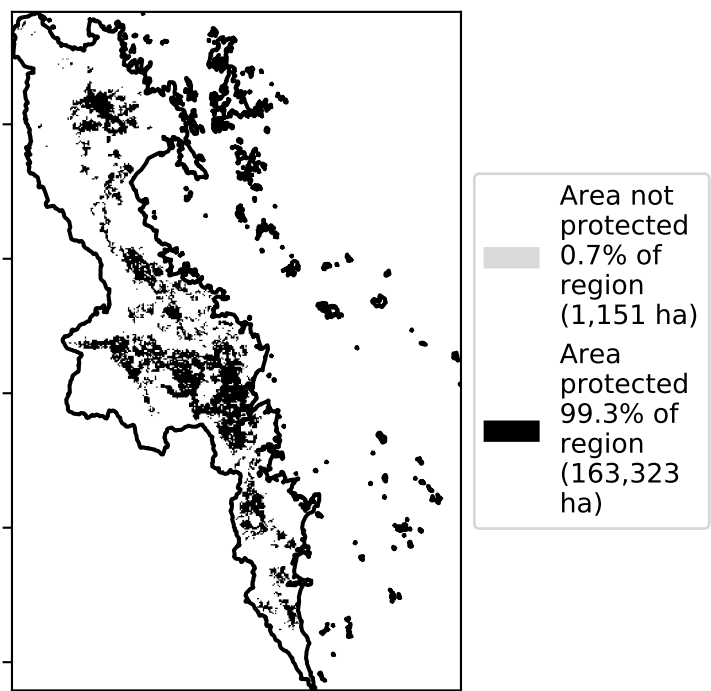 Area not
protected
0.7% of
region
(1,151 ha)
Area
protected
99.3% of
region
(163,323
ha)